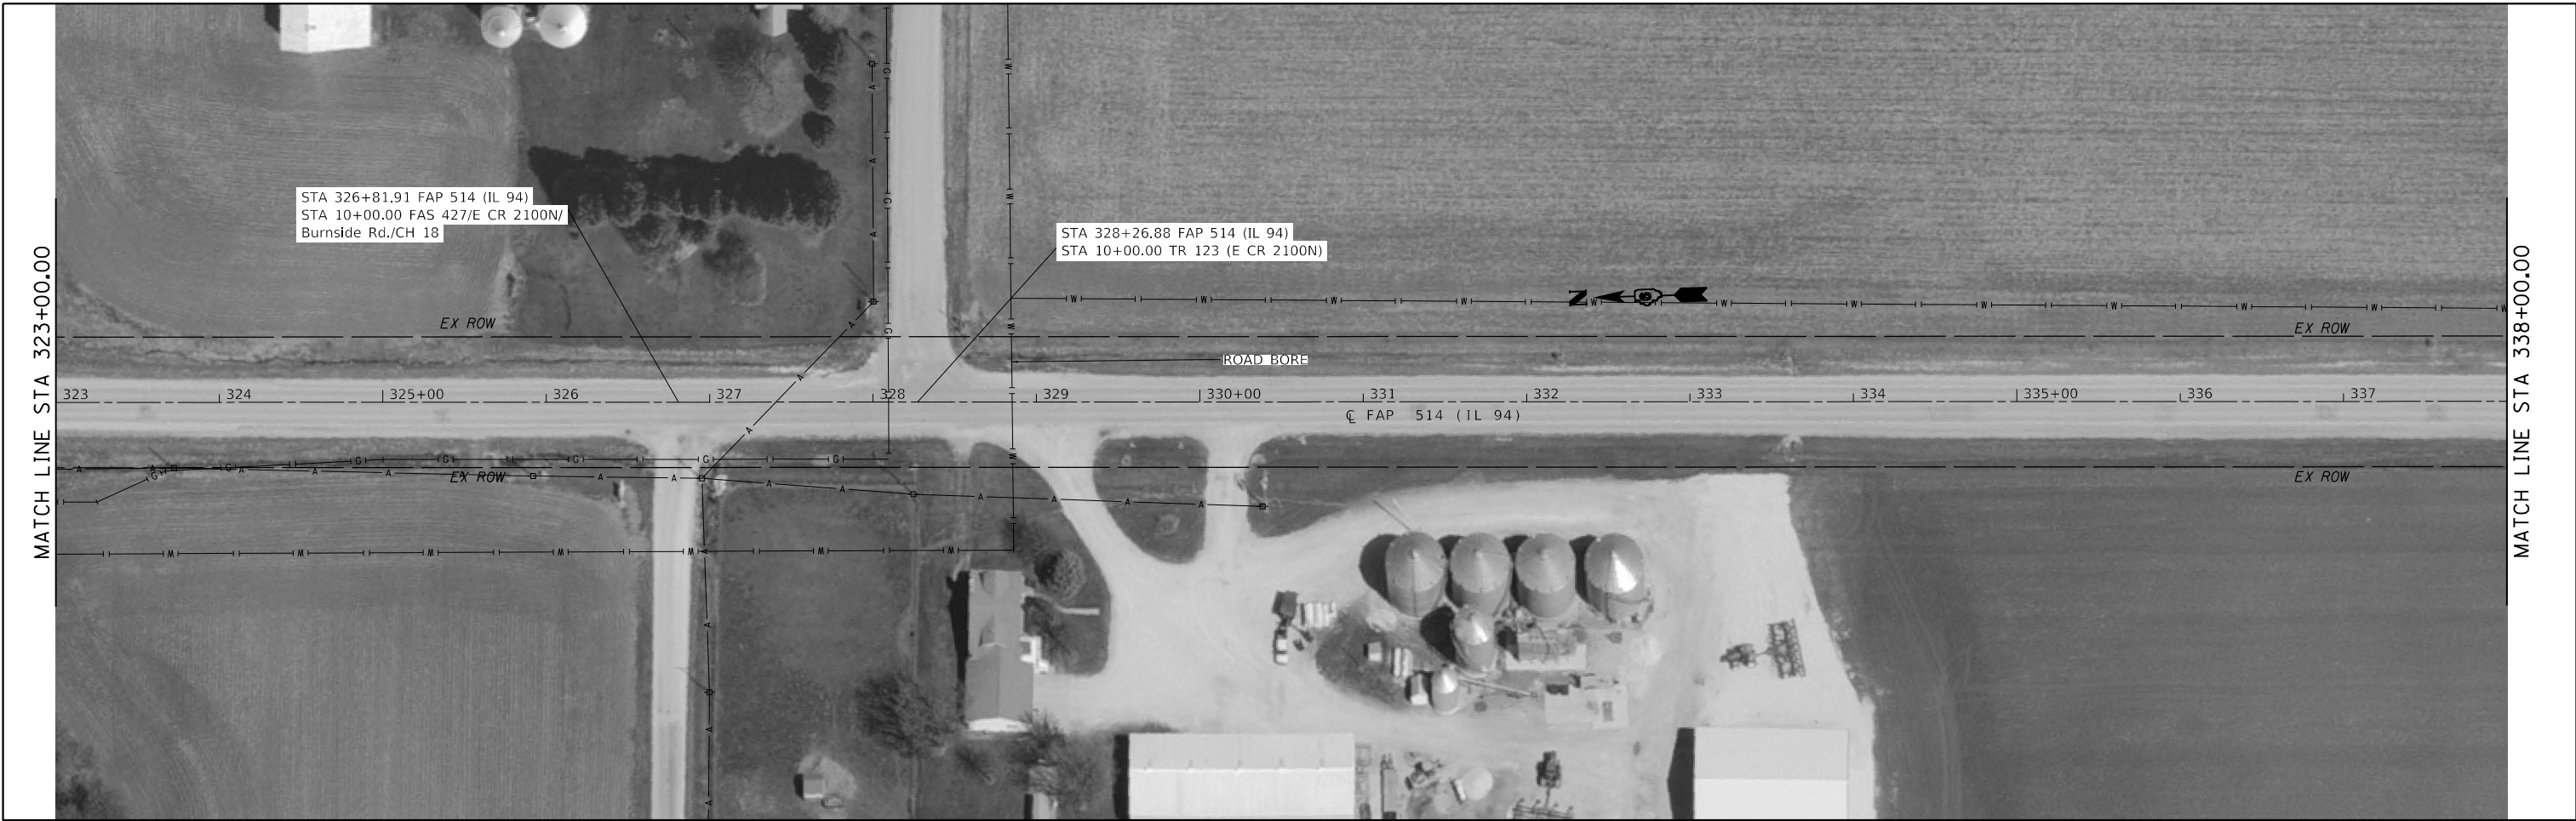 MATCH LINE STA 323+00.00
STA 326+81.91 FAP 514 (IL 94)
STA 10+00.00 FAS 427/E CR 2100N/
Burnside Rd./CH 18
STA 328+26.88 FAP 514 (IL 94)
STA 10+00.00 TR 123 (E CR 2100N)
N
EX ROW
EX ROW
ROAD BORE
323 324 325+00 326 327 328 329 330+00 331 332 333 334 335+00 336 337
℄ FAP 514 (IL 94)
EX ROW
EX ROW
MATCH LINE STA 338+00.00